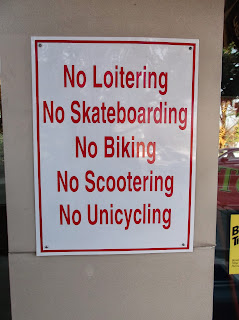 No Loitering
No Skateboarding
No Biking
No Scootering
No Unicycling